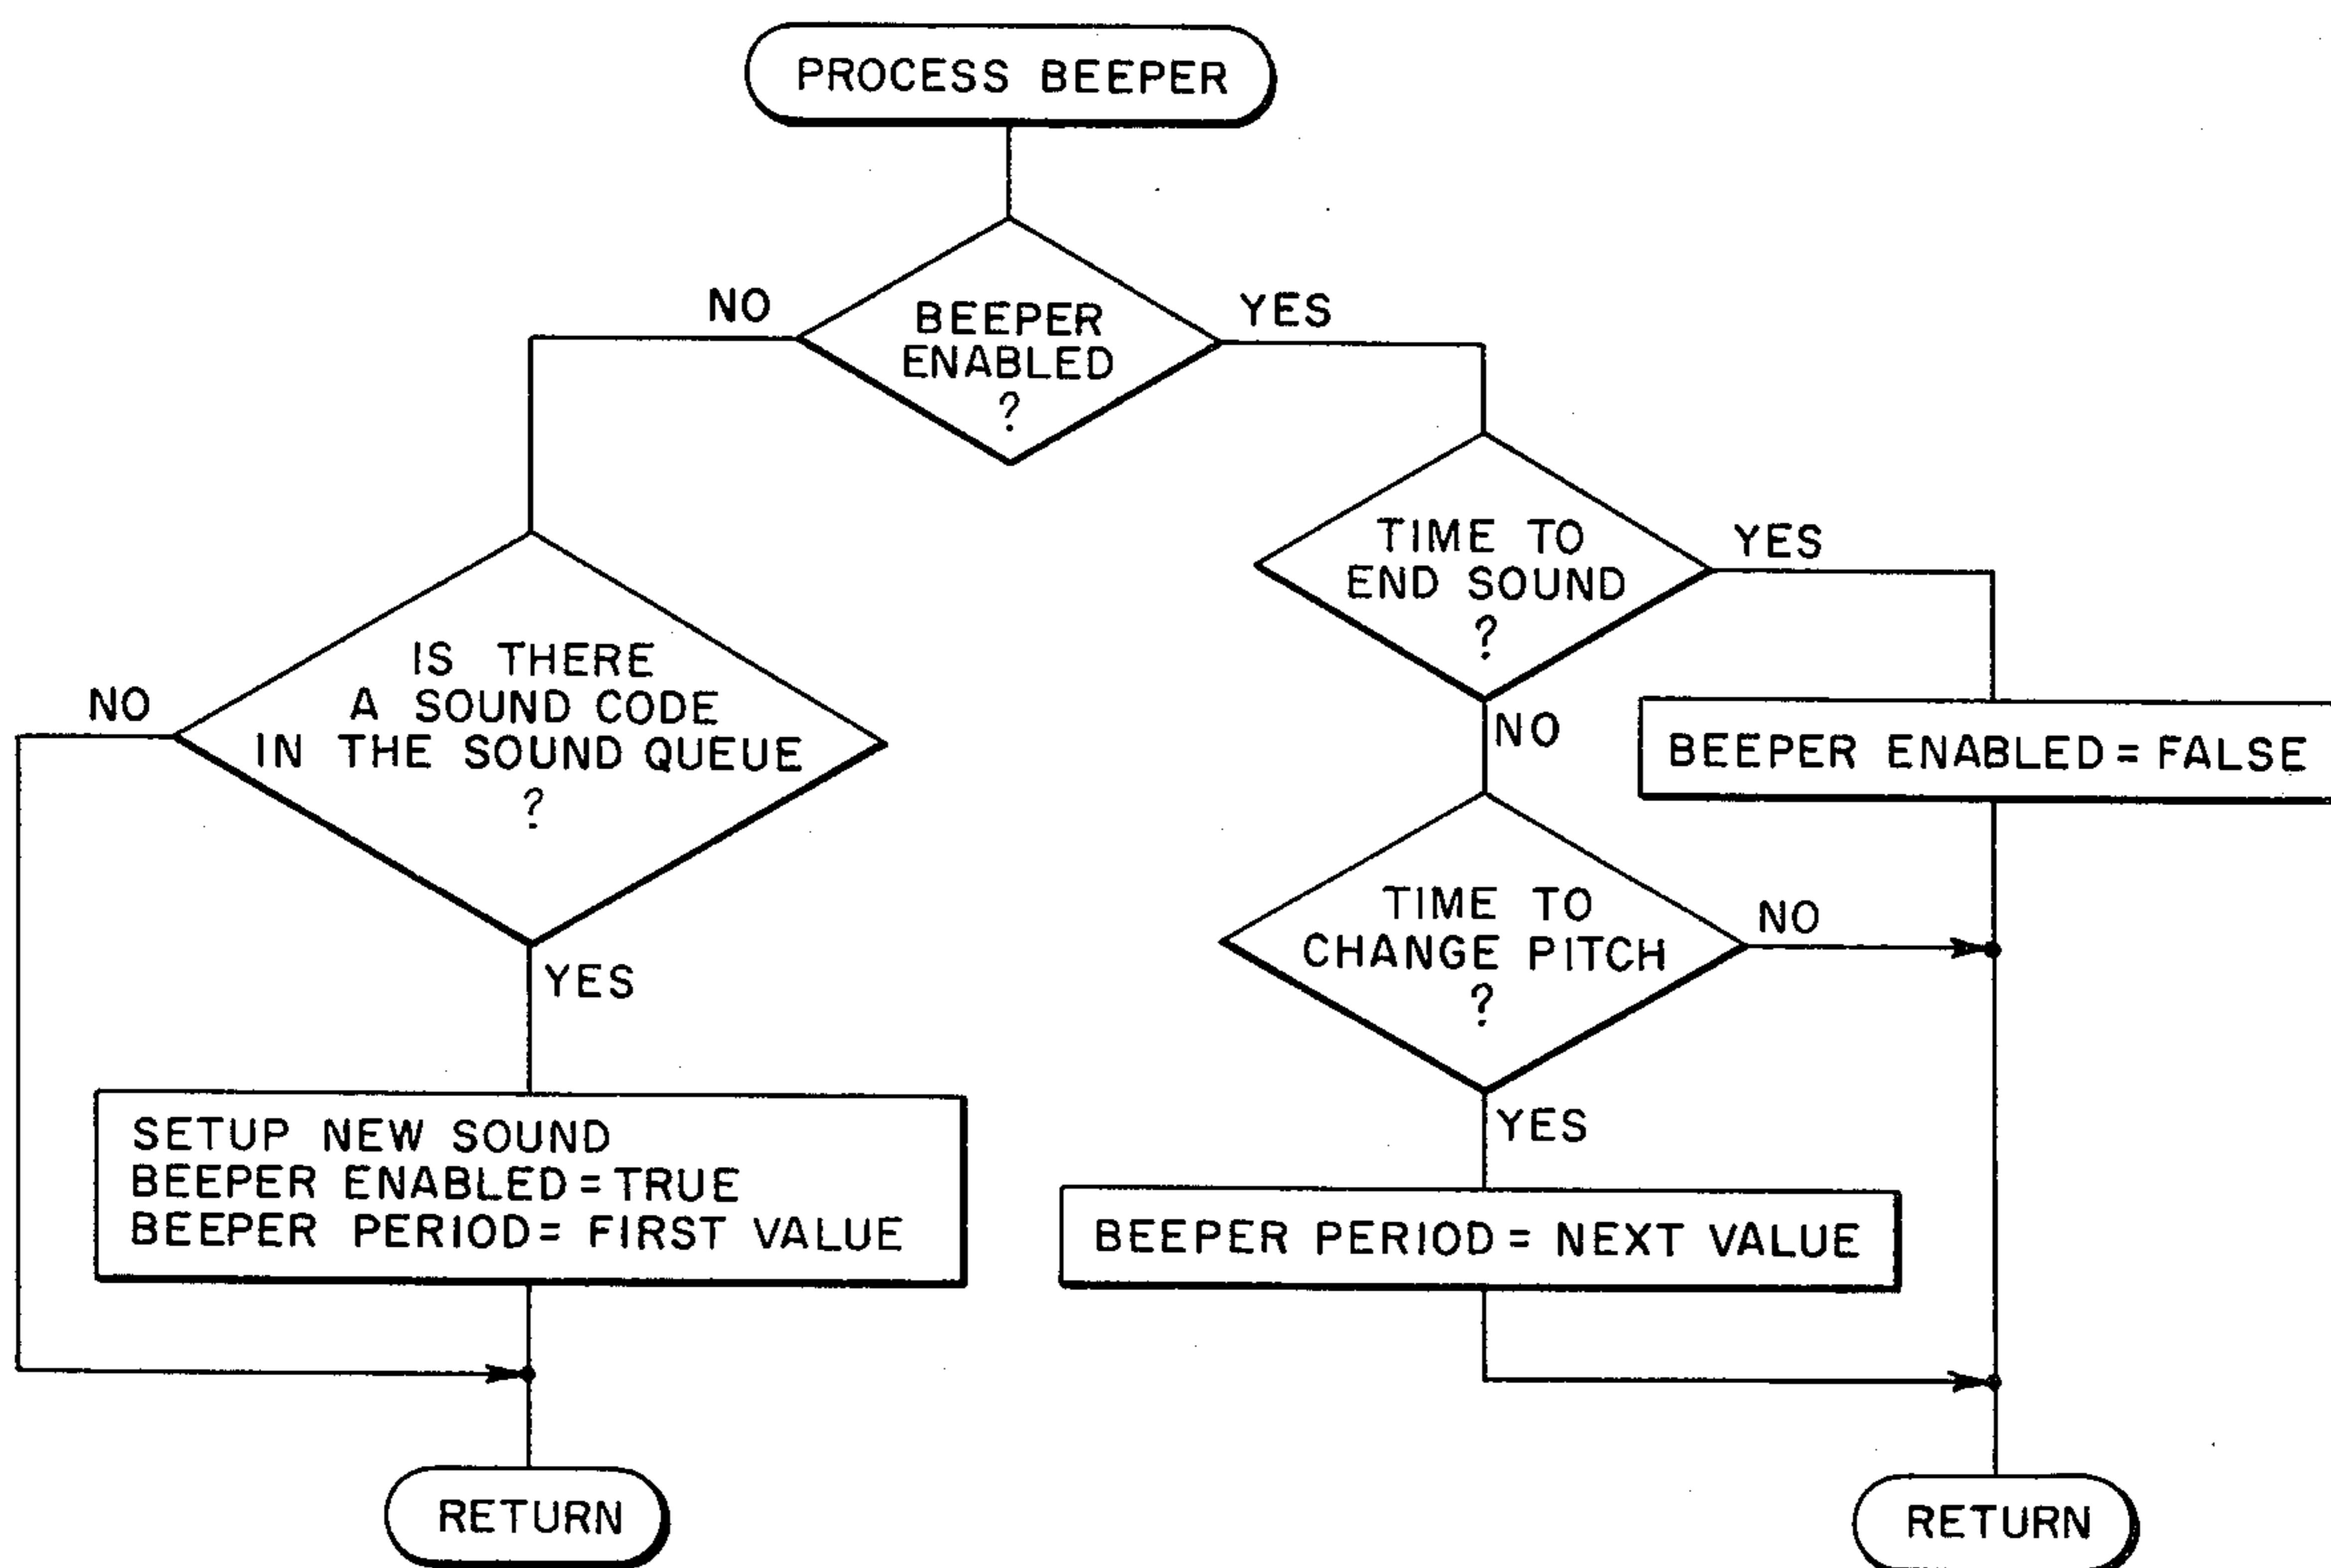 PROCESS BEEPER
NO
BEEPER
ENABLED
?
YES
TIME TO
END SOUND
?
YES
NO
IS THERE
A SOUND CODE
IN THE SOUND QUEUE
?
NO
YES
BEEPER ENABLED = FALSE
TIME TO
CHANGE PITCH
?
NO
YES
SETUP NEW SOUND
BEEPER ENABLED = TRUE
BEEPER PERIOD = FIRST VALUE
BEEPER PERIOD = NEXT VALUE
RETURN
RETURN